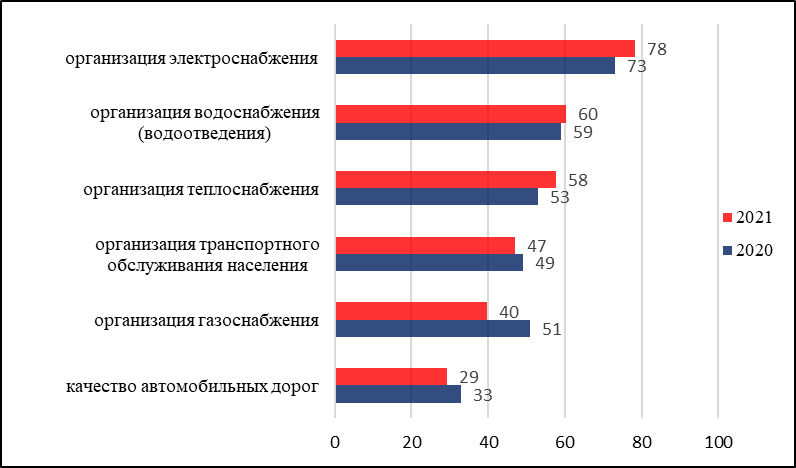 организация электроснабжения
78
73
организация водоснабжения
(водоотведения)
60
59
организация теплоснабжения
58
53
организация транспортного
обслуживания населения
47
49
организация газоснабжения
40
51
качество автомобильных дорог
29
33
2021
2020
0 20 40 60 80 100